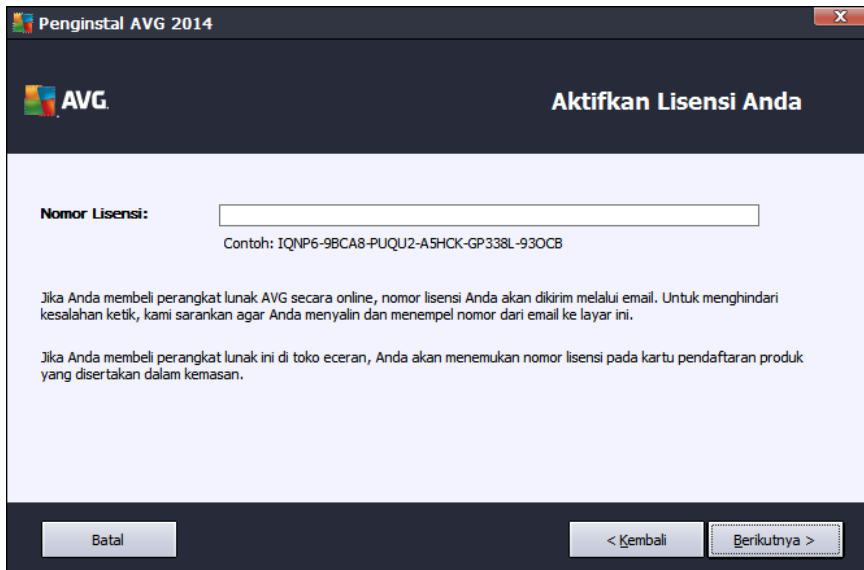 Penginstal AVG 2014
X
AVG.
Aktifkan Lisensi Anda
Nomor Lisensi:
Contoh: IQNP6-9BCA8-PUQU2-A5HCK-GP338L-93OCB
Jika Anda membeli perangkat lunak AVG secara online, nomor lisensi Anda akan dikirim melalui email. Untuk menghindari
kesalahan ketik, kami sarankan agar Anda menyalin dan menempel nomor dari email ke layar ini.
Jika Anda membeli perangkat lunak ini di toko eceran, Anda akan menemukan nomor lisensi pada kartu pendaftaran produk
yang disertakan dalam kemasan.
Batal
< Kembali
Berikutnya >